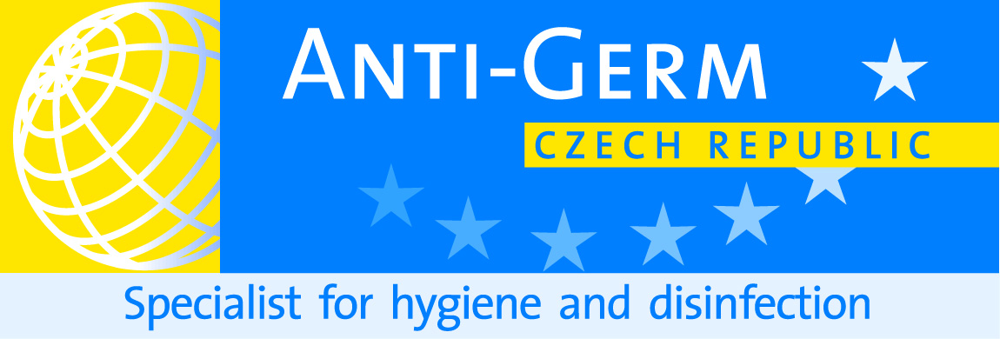 ANTI-GERM
CZECH REPUBLIC
Specialist for hygiene and disinfection